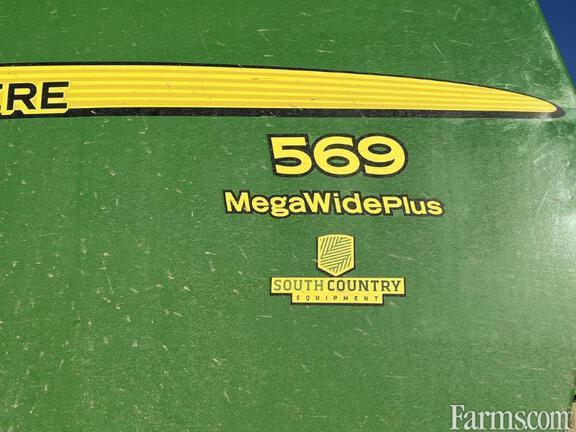 ERE
569
MegaWidePlus
SOUTH COUNTRY
EQUIPMENT
Farms.com